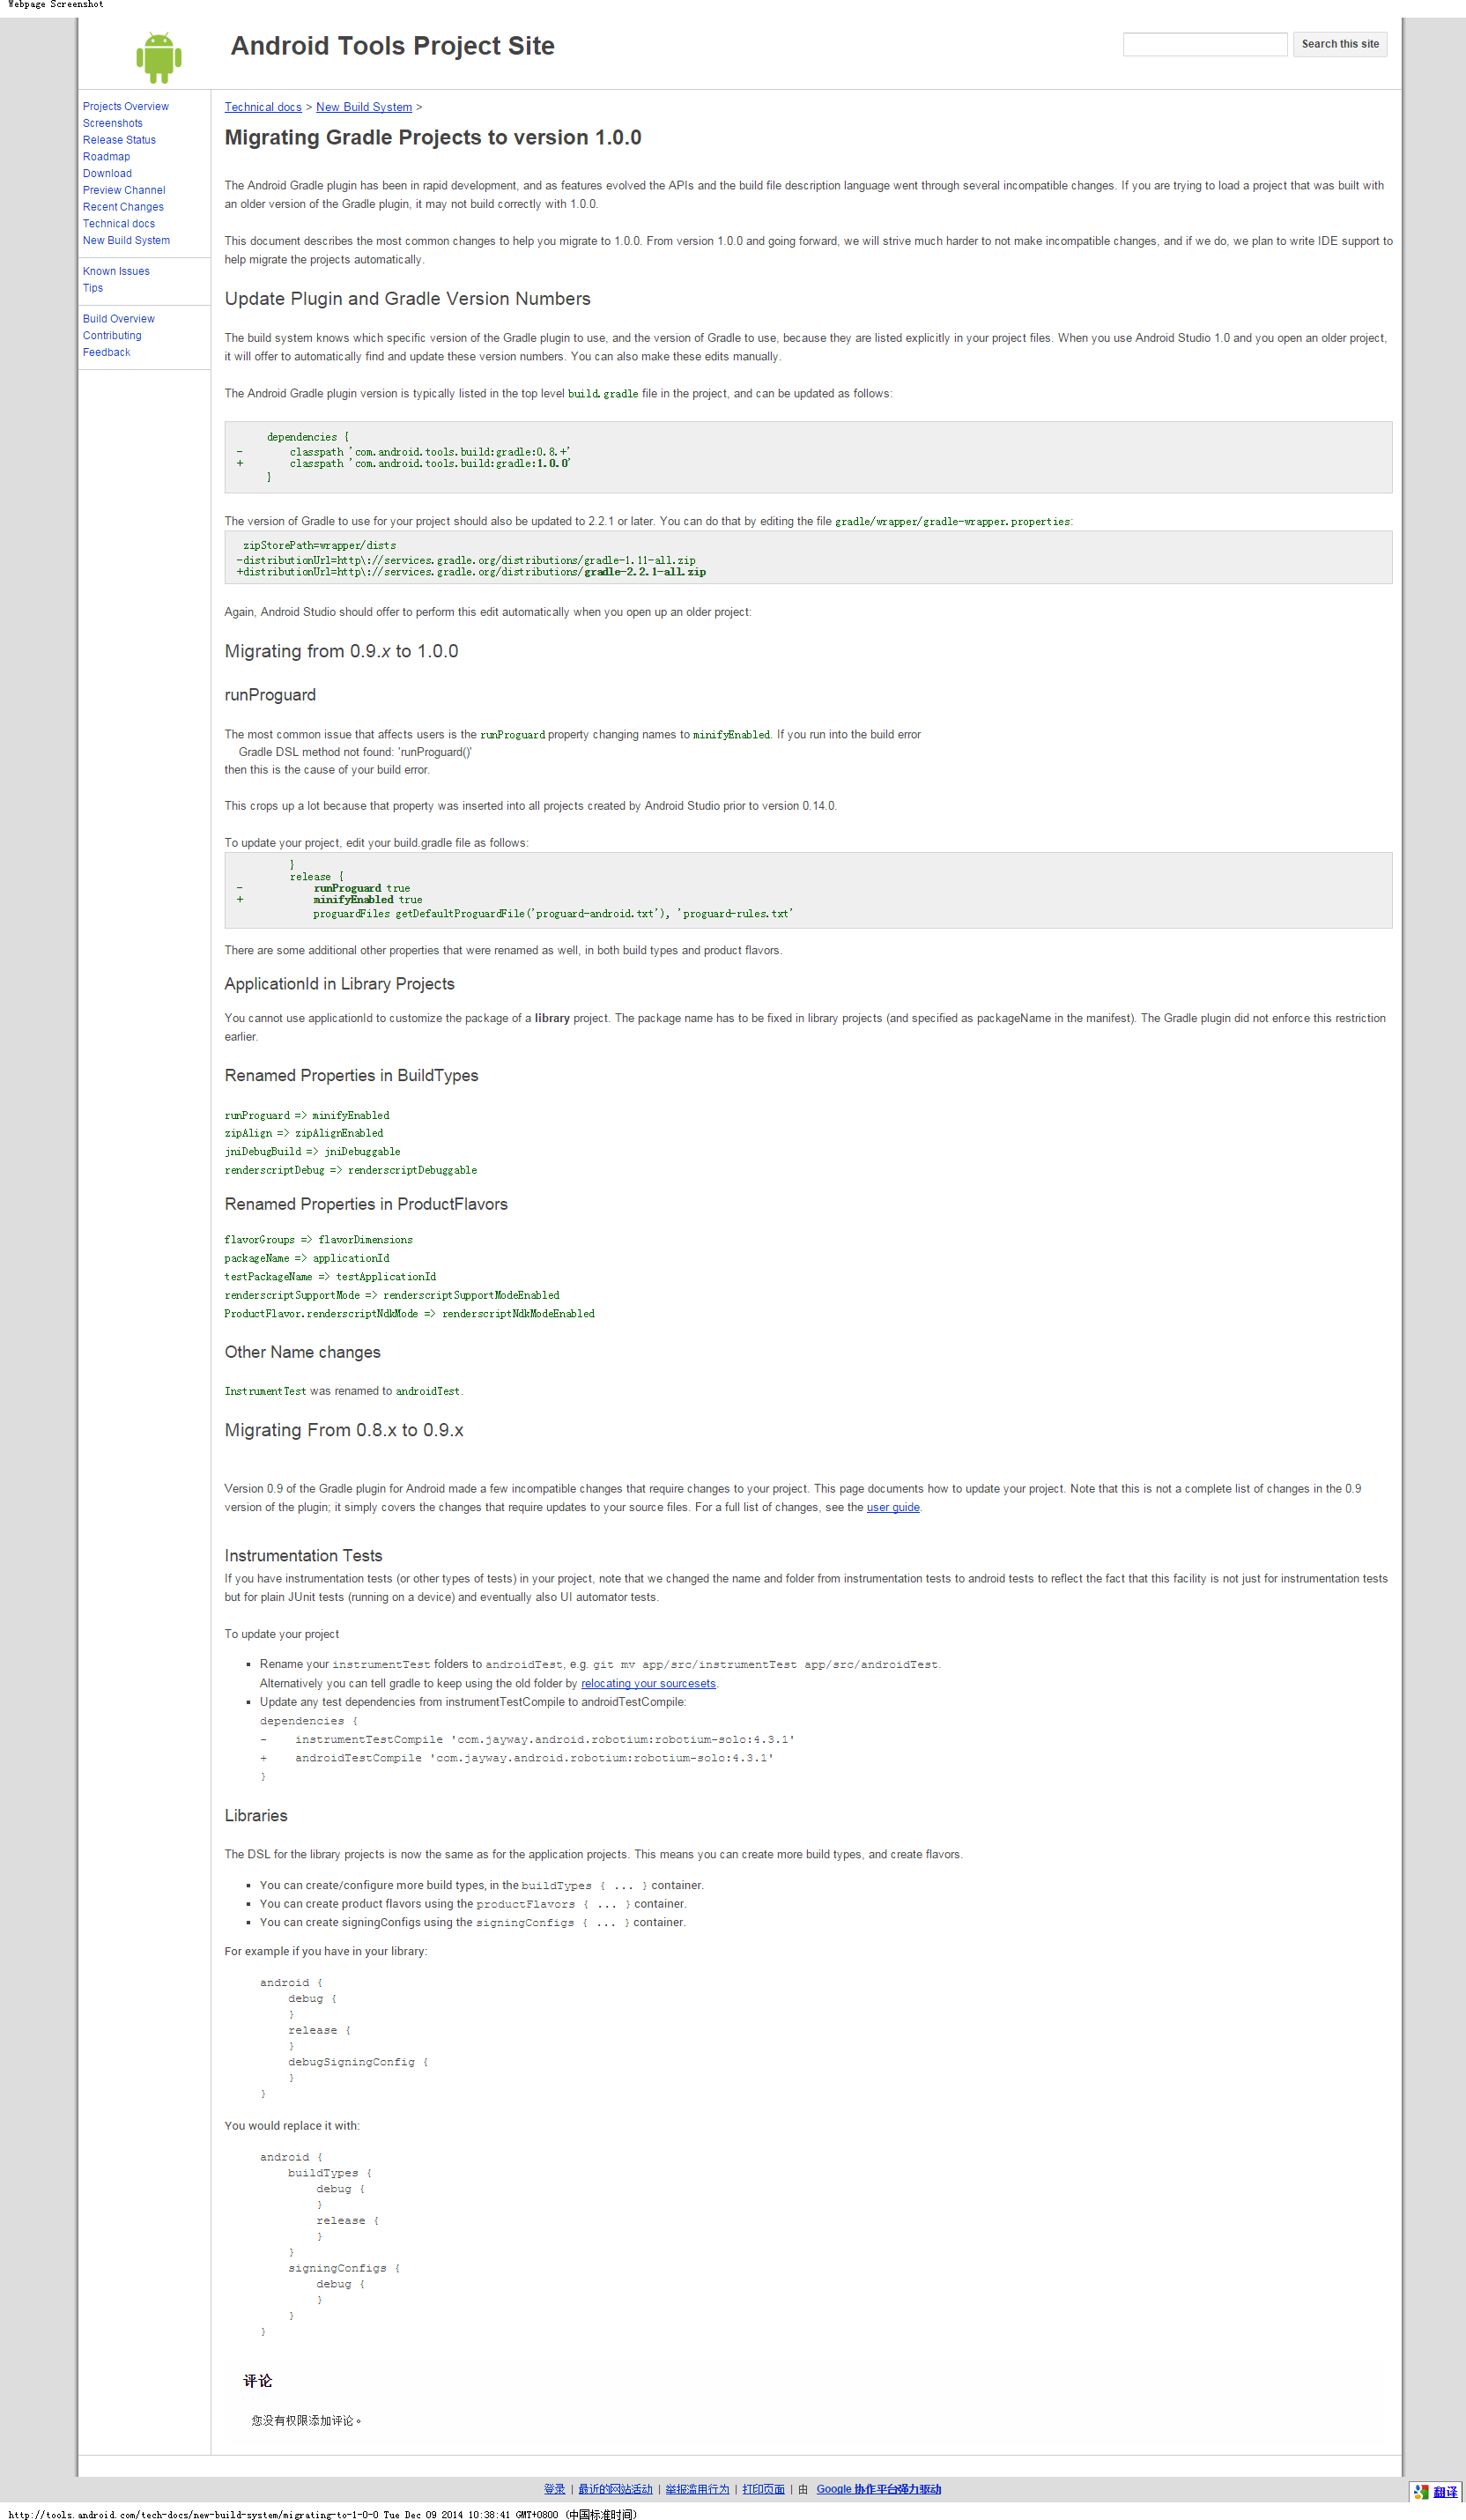 Webpage Screenshot
Android Tools Project Site
Search this site
Projects Overview
Screenshots
Release Status
Roadmap
Download
Preview Channel
Recent Changes
Technical docs
New Build System
Known Issues
Tips
Build Overview
Contributing
Feedback
Technical docs > New Build System >
Migrating Gradle Projects to version 1.0.0
The Android Gradle plugin has been in rapid development, and as features evolved the APIs and the build file description language went through several incompatible changes. If you are trying to load a project that was built with
an older version of the Gradle plugin, it may not build correctly with 1.0.0.
This document describes the most common changes to help you migrate to 1.0.0. From version 1.0.0 and going forward, we will strive much harder to not make incompatible changes, and if we do, we plan to write IDE support to
help migrate the projects automatically.
Update Plugin and Gradle Version Numbers
The build system knows which specific version of the Gradle plugin to use, and the version of Gradle to use, because they are listed explicitly in your project files. When you use Android Studio 1.0 and you open an older project,
it will offer to automatically find and update these version numbers. You can also make these edits manually.
The Android Gradle plugin version is typically listed in the top level build.gradle file in the project, and can be updated as follows:
dependencies {
- classpath 'com.android.tools.build:gradle:0.8.+'
+ classpath 'com.android.tools.build:gradle:1.0.0'
}
The version of Gradle to use for your project should also be updated to 2.2.1 or later. You can do that by editing the file gradle/wrapper/gradle-wrapper.properties:
zipStorePath=wrapper/dists
-distributionUrl=http\://services.gradle.org/distributions/gradle-1.11-all.zip
+distributionUrl=http\://services.gradle.org/distributions/gradle-2.2.1-all.zip
Again, Android Studio should offer to perform this edit automatically when you open up an older project:
Migrating from 0.9.x to 1.0.0
runProguard
The most common issue that affects users is the runProguard property changing names to minifyEnabled. If you run into the build error
Gradle DSL method not found: 'runProguard()'
then this is the cause of your build error.
This crops up a lot because that property was inserted into all projects created by Android Studio prior to version 0.14.0.
To update your project, edit your build.gradle file as follows:
}
release {
- runProguard true
+ minifyEnabled true
proguardFiles getDefaultProguardFile('proguard-android.txt'), 'proguard-rules.txt'
There are some additional other properties that were renamed as well, in both build types and product flavors.
ApplicationId in Library Projects
You cannot use applicationId to customize the package of a library project. The package name has to be fixed in library projects (and specified as packageName in the manifest). The Gradle plugin did not enforce this restriction
earlier.
Renamed Properties in BuildTypes
runProguard => minifyEnabled
zipAlign => zipAlignEnabled
jniDebugBuild => jniDebuggable
renderscriptDebug => renderscriptDebuggable
Renamed Properties in ProductFlavors
flavorGroups => flavorDimensions
packageName => applicationId
testPackageName => testApplicationId
renderscriptSupportMode => renderscriptSupportModeEnabled
ProductFlavor.renderscriptNdkMode => renderscriptNdkModeEnabled
Other Name changes
InstrumentTest was renamed to androidTest.
Migrating From 0.8.x to 0.9.x
Version 0.9 of the Gradle plugin for Android made a few incompatible changes that require changes to your project. This page documents how to update your project. Note that this is not a complete list of changes in the 0.9
version of the plugin; it simply covers the changes that require updates to your source files. For a full list of changes, see the user guide.
Instrumentation Tests
If you have instrumentation tests (or other types of tests) in your project, note that we changed the name and folder from instrumentation tests to android tests to reflect the fact that this facility is not just for instrumentation tests
but for plain JUnit tests (running on a device) and eventually also UI automator tests.
To update your project
▪ Rename your instrumentTest folders to androidTest, e.g. git mv app/src/instrumentTest app/src/androidTest.
Alternatively you can tell gradle to keep using the old folder by relocating your sourcesets.
▪ Update any test dependencies from instrumentTestCompile to androidTestCompile:
dependencies {
- instrumentTestCompile 'com.jayway.android.robotium:robotium-solo:4.3.1'
+ androidTestCompile 'com.jayway.android.robotium:robotium-solo:4.3.1'
}
Libraries
The DSL for the library projects is now the same as for the application projects. This means you can create more build types, and create flavors.
▪ You can create/configure more build types, in the buildTypes { ... } container.
▪ You can create product flavors using the productFlavors { ... } container.
▪ You can create signingConfigs using the signingConfigs { ... } container.
For example if you have in your library:
android {
debug {
}
release {
}
debugSigningConfig {
}
}
You would replace it with:
android {
buildTypes {
debug {
}
release {
}
}
signingConfigs {
debug {
}
}
}
评论
您没有权限添加评论。
登录 | 最近的网站活动 | 举报滥用行为 | 打印页面 | 由 Google 协作平台强力驱动
翻译
http://tools.android.com/tech-docs/new-build-system/migrating-to-1-0-0 Tue Dec 09 2014 10:38:41 GMT+0800 (中国标准时间)